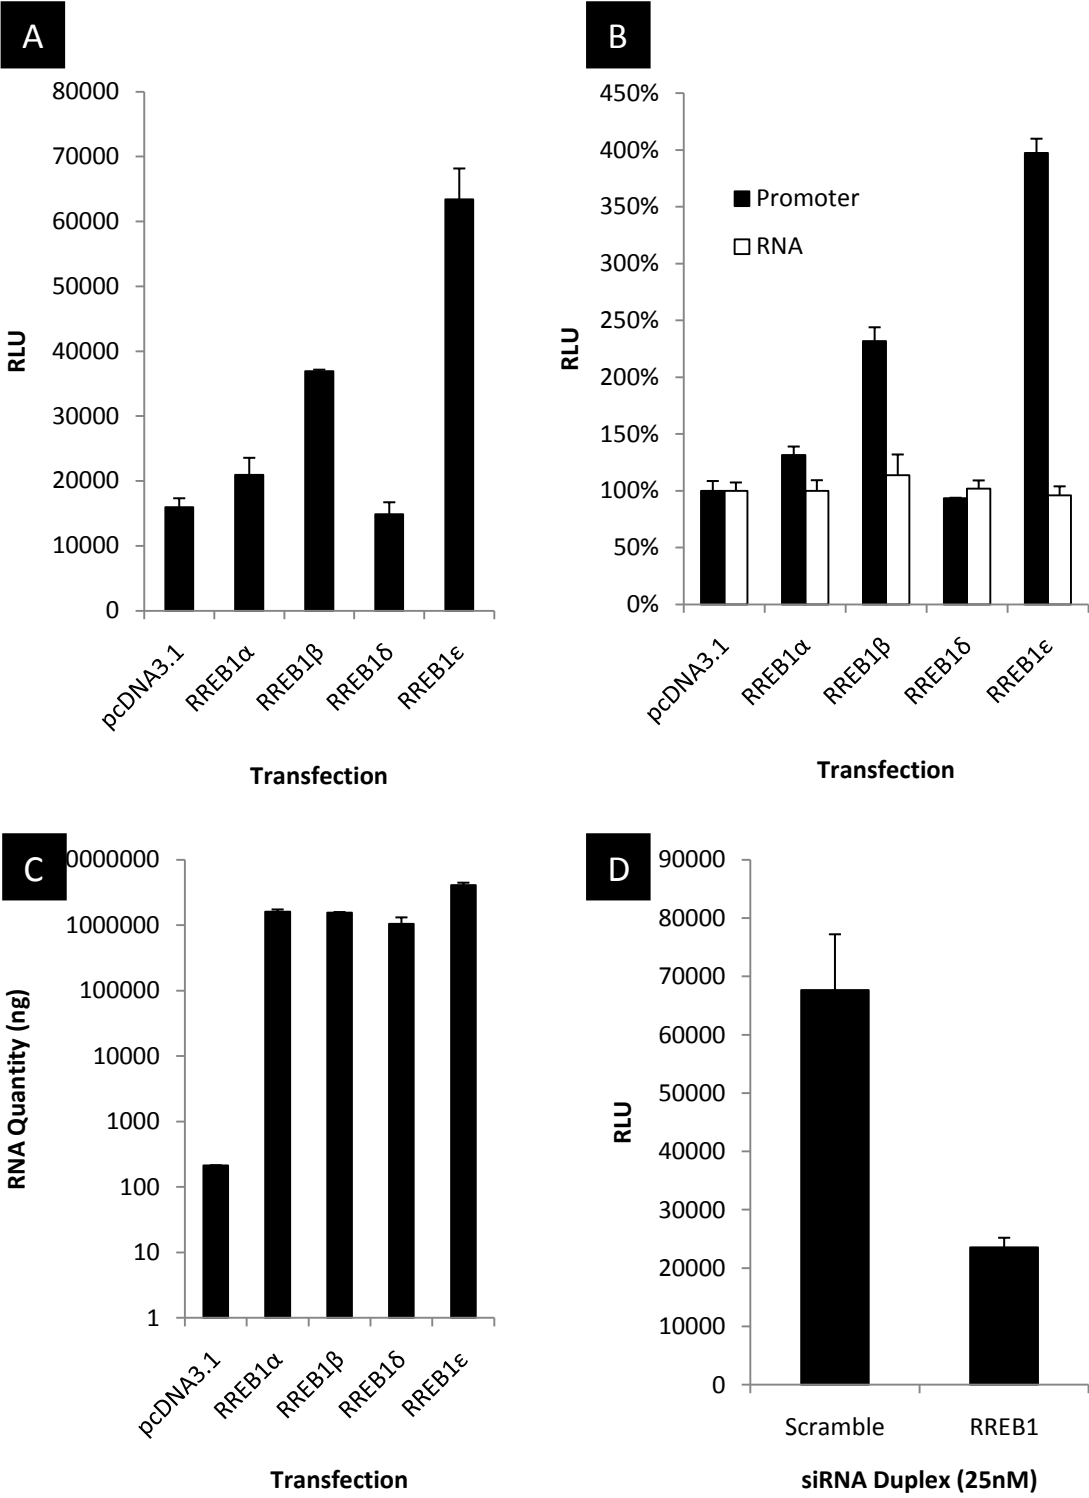 A
80000
70000
60000
50000
40000
30000
20000
10000
0
RLU
pcDNA3.1
RREB1α
RREB1β
RREB1δ
RREB1ε
Transfection
B
450%
400%
350%
300%
250%
200%
150%
100%
50%
0%
RLU
Promoter
RNA
pcDNA3.1
RREB1α
RREB1β
RREB1δ
RREB1ε
Transfection
C
0000000
1000000
100000
10000
1000
100
10
1
RNA Quantity (ng)
pcDNA3.1
RREB1α
RREB1β
RREB1δ
RREB1ε
Transfection
D
90000
80000
70000
60000
50000
40000
30000
20000
10000
0
RLU
Scramble
RREB1
siRNA Duplex (25nM)